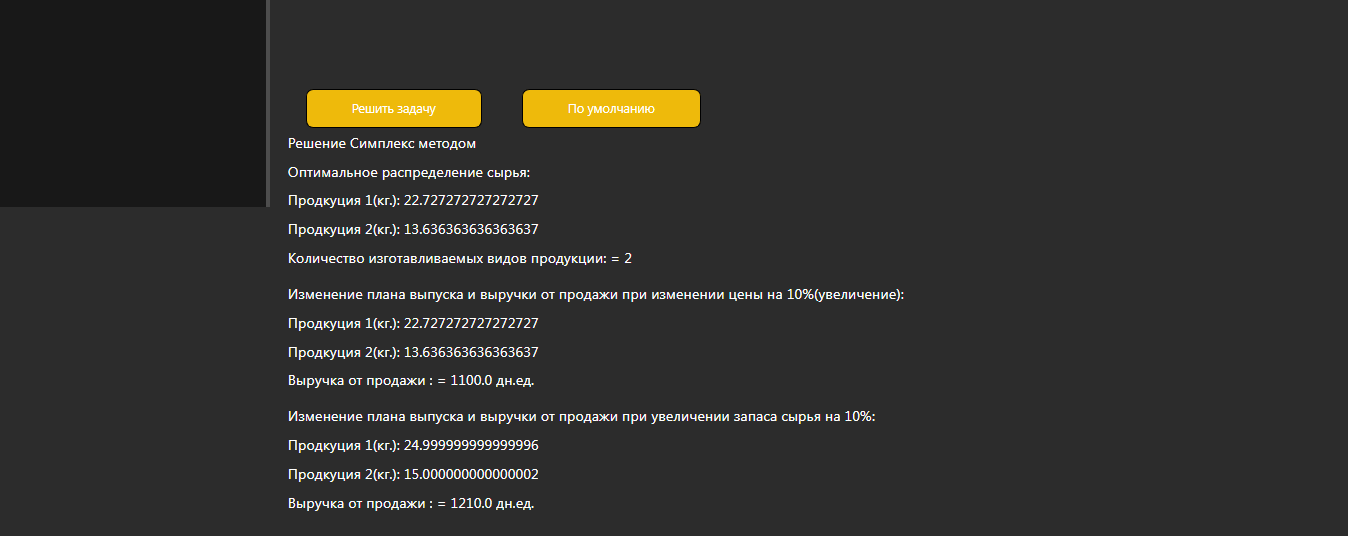 Решить задачу По умолчанию
Решение Симплекс методом
Оптимальное распределение сырья:
Продкуция 1(кг.): 22.727272727272727
Продкуция 2(кг.): 13.636363636363637
Количество изготавливаемых видов продукции: = 2
Изменение плана выпуска и выручки от продажи при изменении цены на 10%(увеличение):
Продкуция 1(кг.): 22.727272727272727
Продкуция 2(кг.): 13.636363636363637
Выручка от продажи : = 1100.0 дн.ед.
Изменение плана выпуска и выручки от продажи при увеличении запаса сырья на 10%:
Продкуция 1(кг.): 24.999999999999996
Продкуция 2(кг.): 15.000000000000002
Выручка от продажи : = 1210.0 дн.ед.